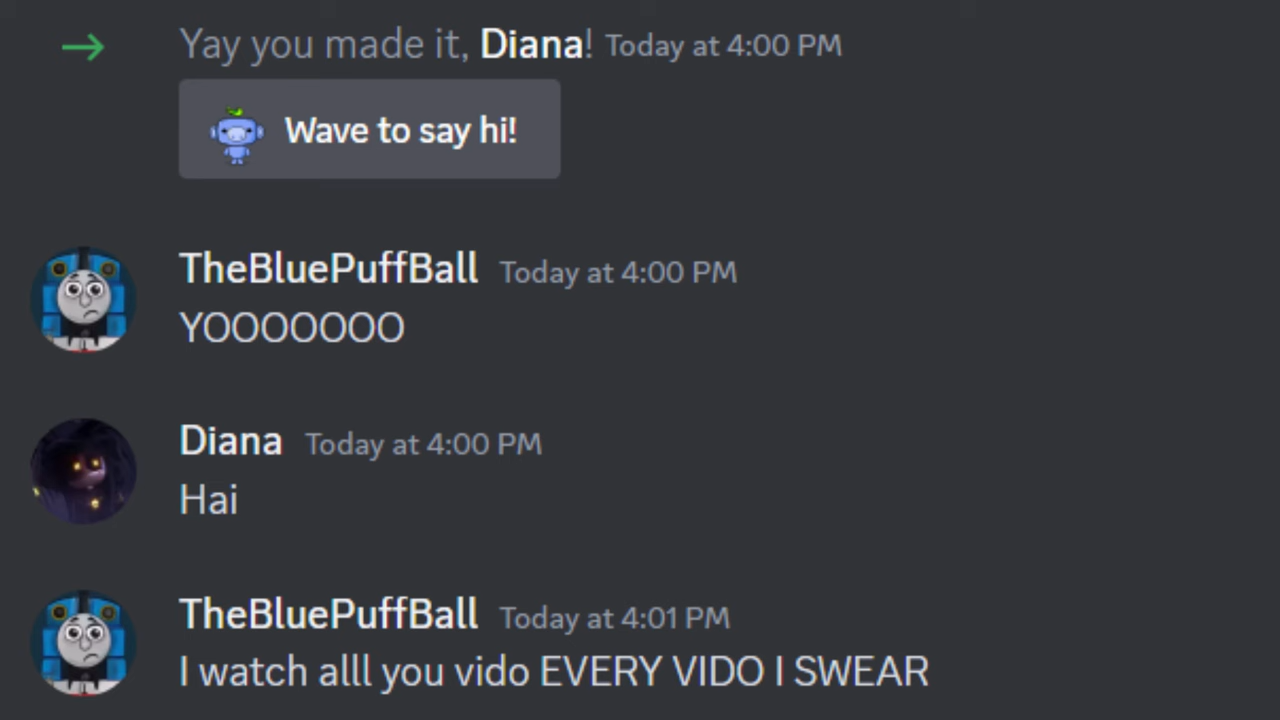 Yay you made it, Diana! Today at 4:00 PM
Wave to say hi!
TheBluePuffBall Today at 4:00 PM
YOOOOOOO
Diana Today at 4:00 PM
Hai
TheBluePuffBall Today at 4:01 PM
I watch alll you vido EVERY VIDO I SWEAR